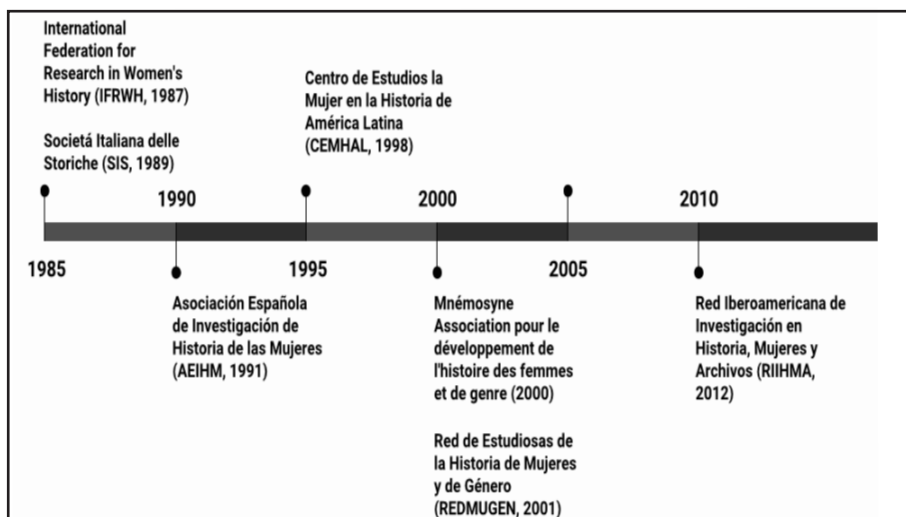 International
Federation for
Research in Women's
History (IFRWH, 1987)
Societá Italiana delle
Storiche (SIS, 1989)
Centro de Estudios la
Mujer en la Historia de
América Latina
(CEMHAL, 1998)
1990
2000
2010
1985
1995
2005
Asociación Española
de Investigación de
Historia de las Mujeres
(AEIHM, 1991)
Mnémosyne
Association pour le
développement de
l'histoire des femmes
et de genre (2000)
Red de Estudiosas de
la Historia de Mujeres
y de Género
(REDMUGEN, 2001)
Red Iberoamericana de
Investigación en
Historia, Mujeres y
Archivos (RIIHMA,
2012)